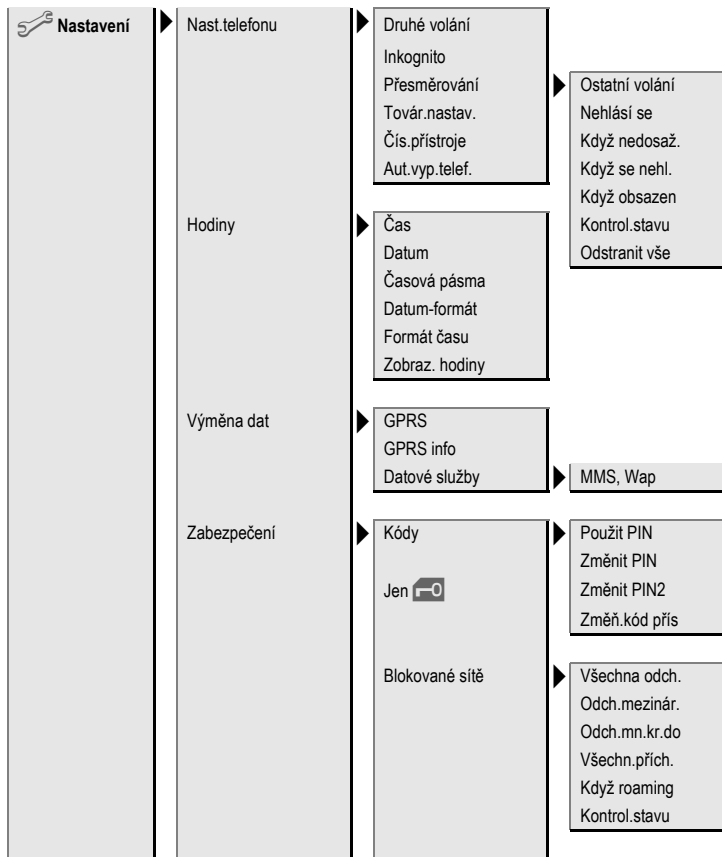 Nastavení
Nast.telefonu
Druhé volání
Inkognito
Přesměrování
Ostatní volání
Nehlásí se
Když nedosaž.
Když se nehl.
Když obsazen
Kontrol.stavu
Odstranit vše
Továr.nastav.
Čís.přístroje
Aut.vyp.telef.
Hodiny
Čas
Datum
Časová pásma
Datum-formát
Formát času
Zobraz. hodiny
Výměna dat
GPRS
GPRS info
Datové služby
MMS, Wap
Zabezpečení
Kódy
Použit PIN
Změnit PIN
Změnit PIN2
Změň.kód přís
Jen
Blokované sítě
Všechna odch.
Odch.mezinár.
Odch.mn.kr.do
Všechn.přích.
Když roaming
Kontrol.stavu